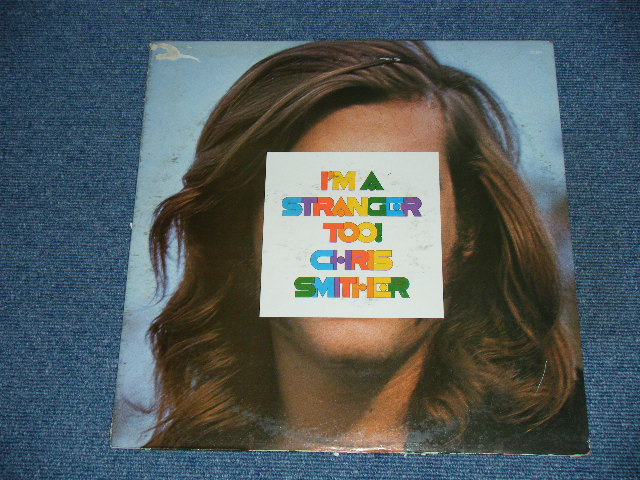 I'M A
STRANGER
TOO!
CHRIS
SMITHER